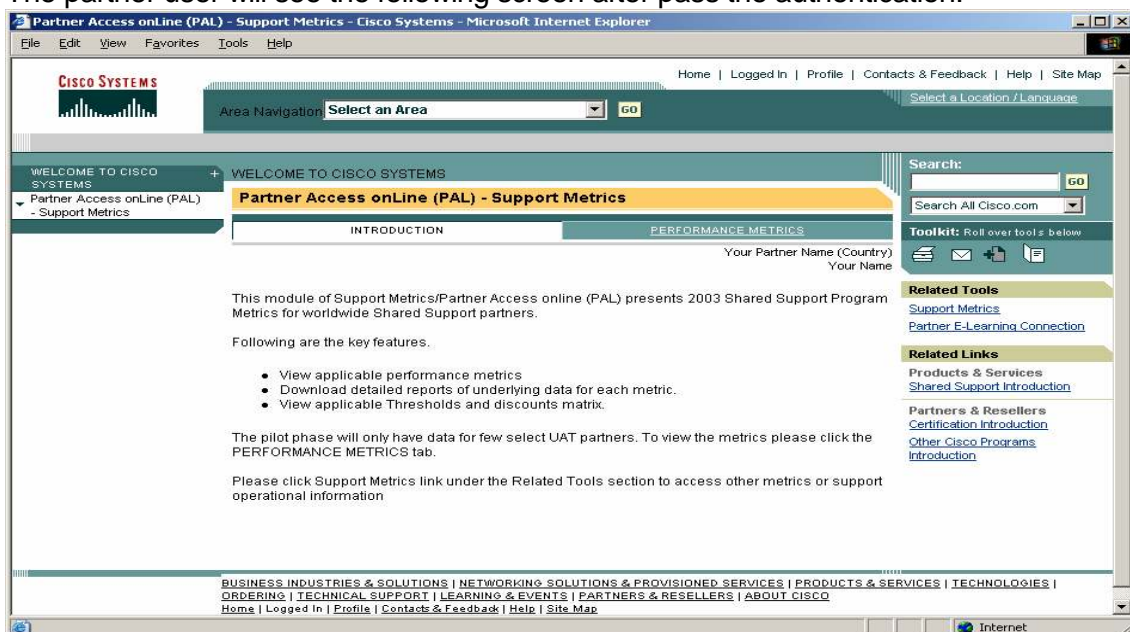 The partner user will see the following screen after pass the authentication.
Partner Access onLine (PAL) - Support Metrics - Cisco Systems - Microsoft Internet Explorer
File Edit View Favorites Tools Help
CISCO SYSTEMS
Home | Logged In | Profile | Contacts & Feedback | Help | Site Map
Area Navigation Select an Area GO
Select a Location / Language
WELCOME TO CISCO SYSTEMS
+
Partner Access onLine (PAL)
- Support Metrics
WELCOME TO CISCO SYSTEMS
Partner Access onLine (PAL) - Support Metrics
INTRODUCTION
PERFORMANCE METRICS
Your Partner Name (Country)
Your Name
This module of Support Metrics/Partner Access online (PAL) presents 2003 Shared Support Program
Metrics for worldwide Shared Support partners.
Following are the key features.
● View applicable performance metrics
● Download detailed reports of underlying data for each metric.
● View applicable Thresholds and discounts matrix.
The pilot phase will only have data for few select UAT partners. To view the metrics please click the
PERFORMANCE METRICS tab.
Please click Support Metrics link under the Related Tools section to access other metrics or support
operational information
Search:
GO
Search All Cisco.com
Toolkit: Roll over tools below
Related Tools
Support Metrics
Partner E-Learning Connection
Related Links
Products & Services
Shared Support Introduction
Partners & Resellers
Certification Introduction
Other Cisco Programs
Introduction
BUSINESS INDUSTRIES & SOLUTIONS | NETWORKING SOLUTIONS & PROVISIONED SERVICES | PRODUCTS & SERVICES | TECHNOLOGIES |
ORDERING | TECHNICAL SUPPORT | LEARNING & EVENTS | PARTNERS & RESELLERS | ABOUT CISCO
Home | Logged In | Profile | Contacts & Feedback | Help | Site Map
Internet